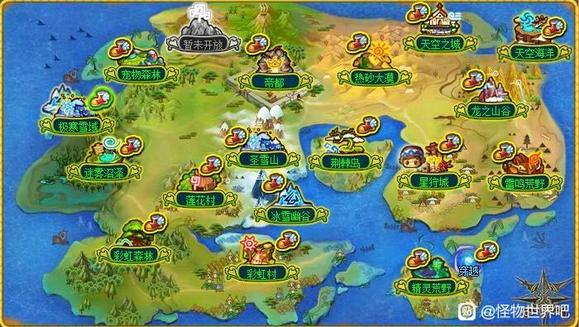 暂未开放
天空之城
天空海洋
宠物森林
帝都
热砂大漠
极寒雪域
龙之山谷
迷雾沼泽
圣雪山
荆棘岛
星狩城
雷鸣荒野
莲花村
冰雪幽谷
彩虹森林
彩虹村
精灵荒野
穿越
贴 @怪物世界吧